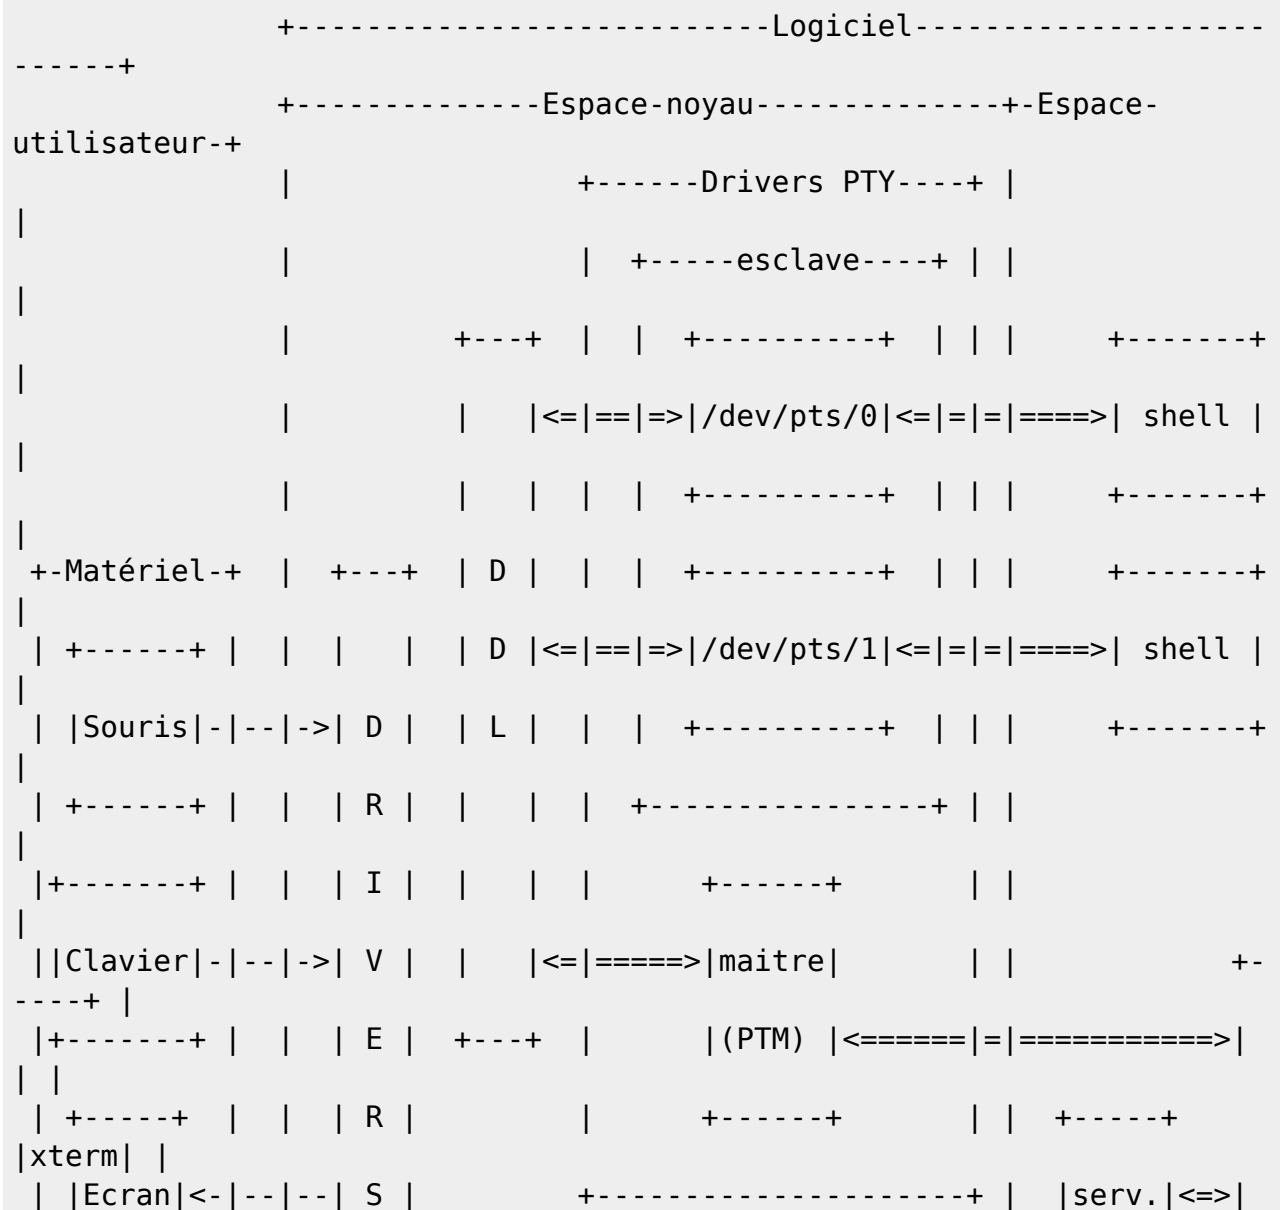 +---------------------------Logiciel--------------------
------+
               +--------------Espace-noyau--------------+-Espace-
utilisateur-+
               |                +------Drivers PTY----+ |
|
               |                |  +-----esclave----+ | |
|
               |         +---+  |  |  +----------+  | | |     +-------+
|
               |         |   |<=|==|=>|/dev/pts/0|<=|=|=|====>| shell |
|
               |         |   |  |  |  +----------+  | | |     +-------+
|
 +-Matériel-+  |  +---+  | D |  |  |  +----------+  | | |     +-------+
|
 | +------+ |  |  |   |  | D |<=|==|=>|/dev/pts/1|<=|=|=|====>| shell |
|
 | |Souris|-|--|->| D |  | L |  |  |  +----------+  | | |     +-------+
|
 | +------+ |  |  | R |  |   |  |  +----------------+ | |
|
 |+-------+ |  |  | I |  |   |  |      +------+       | |
|
 ||Clavier|-|--|->| V |  |   |<=|=====>|maitre|       | |            +-
----+ |
 |+-------+ |  |  | E |  +---+  |      |(PTM) |<======|=|===========>|
| |
 | +-----+  |  |  | R |         |      +------+       | |  +-----+
|xterm| |
 | |Ecran|<-|--|--| S |         +---------------------+ |  |serv.|<=>|